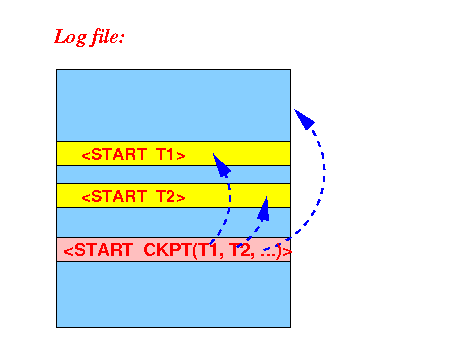 Log file:
<START T1>
<START T2>
<START CKPT(T1, T2, ...)>